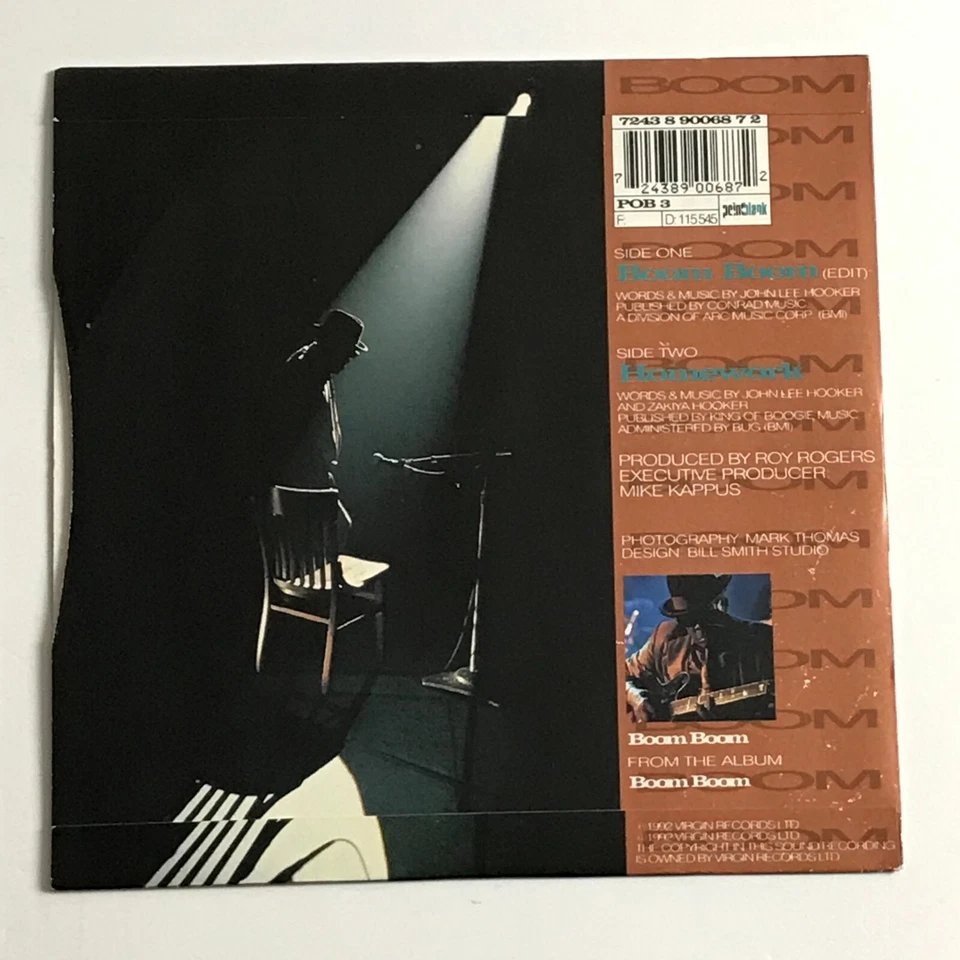 BOOM
7243 8 90068 7 2
7 24389 00687 2
POB 3
pointblank
F:
D: 115545
SIDE ONE
Boom Boom (EDIT)
WORDS & MUSIC BY JOHN LEE HOOKER
PUBLISHED BY CONRAD MUSIC
A DIVISION OF ARC MUSIC CORP. (BMI)
SIDE TWO
Homework
WORDS & MUSIC BY JOHN LEE HOOKER
AND ZAKIYA HOOKER
PUBLISHED BY KING OF BOOGIE MUSIC
ADMINISTERED BY BUG (BMI)
PRODUCED BY ROY ROGERS
EXECUTIVE PRODUCER:
MIKE KAPPUS
PHOTOGRAPHY: MARK THOMAS
DESIGN: BILL SMITH STUDIO
Boom Boom
FROM THE ALBUM
Boom Boom
℗ 1992 VIRGIN RECORDS LTD
© 1992 VIRGIN RECORDS LTD
THE COPYRIGHT IN THIS SOUND RECORDING
IS OWNED BY VIRGIN RECORDS LTD